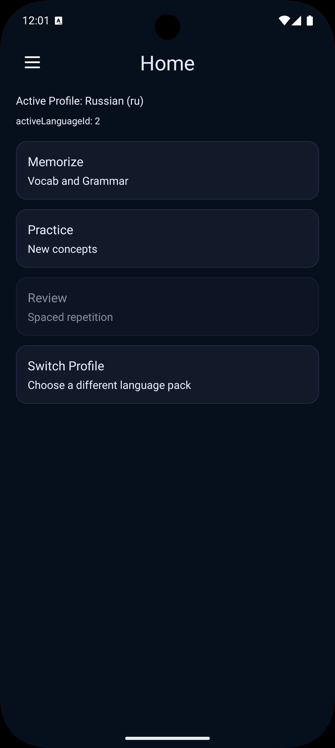 12:01 A
Home
Active Profile: Russian (ru)
activeLanguageId: 2
Memorize
Vocab and Grammar
Practice
New concepts
Review
Spaced repetition
Switch Profile
Choose a different language pack